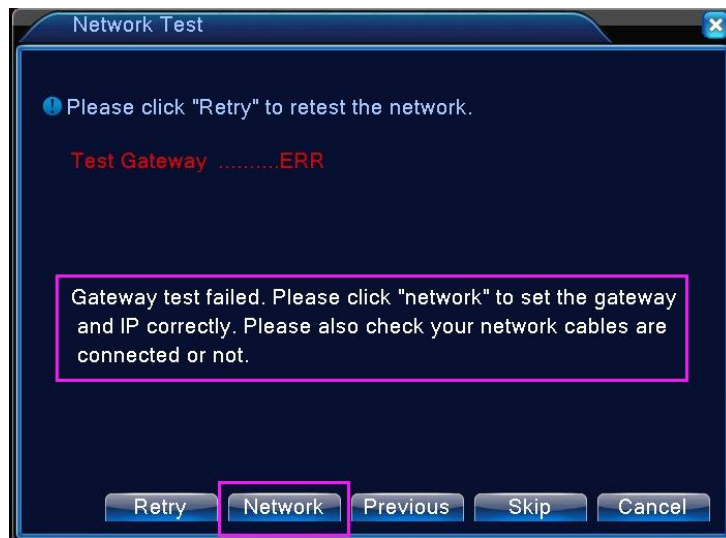 Network Test
Please click "Retry" to retest the network.
Test Gateway ..........ERR
Gateway test failed. Please click "network" to set the gateway
and IP correctly. Please also check your network cables are
connected or not.
Retry Network Previous Skip Cancel